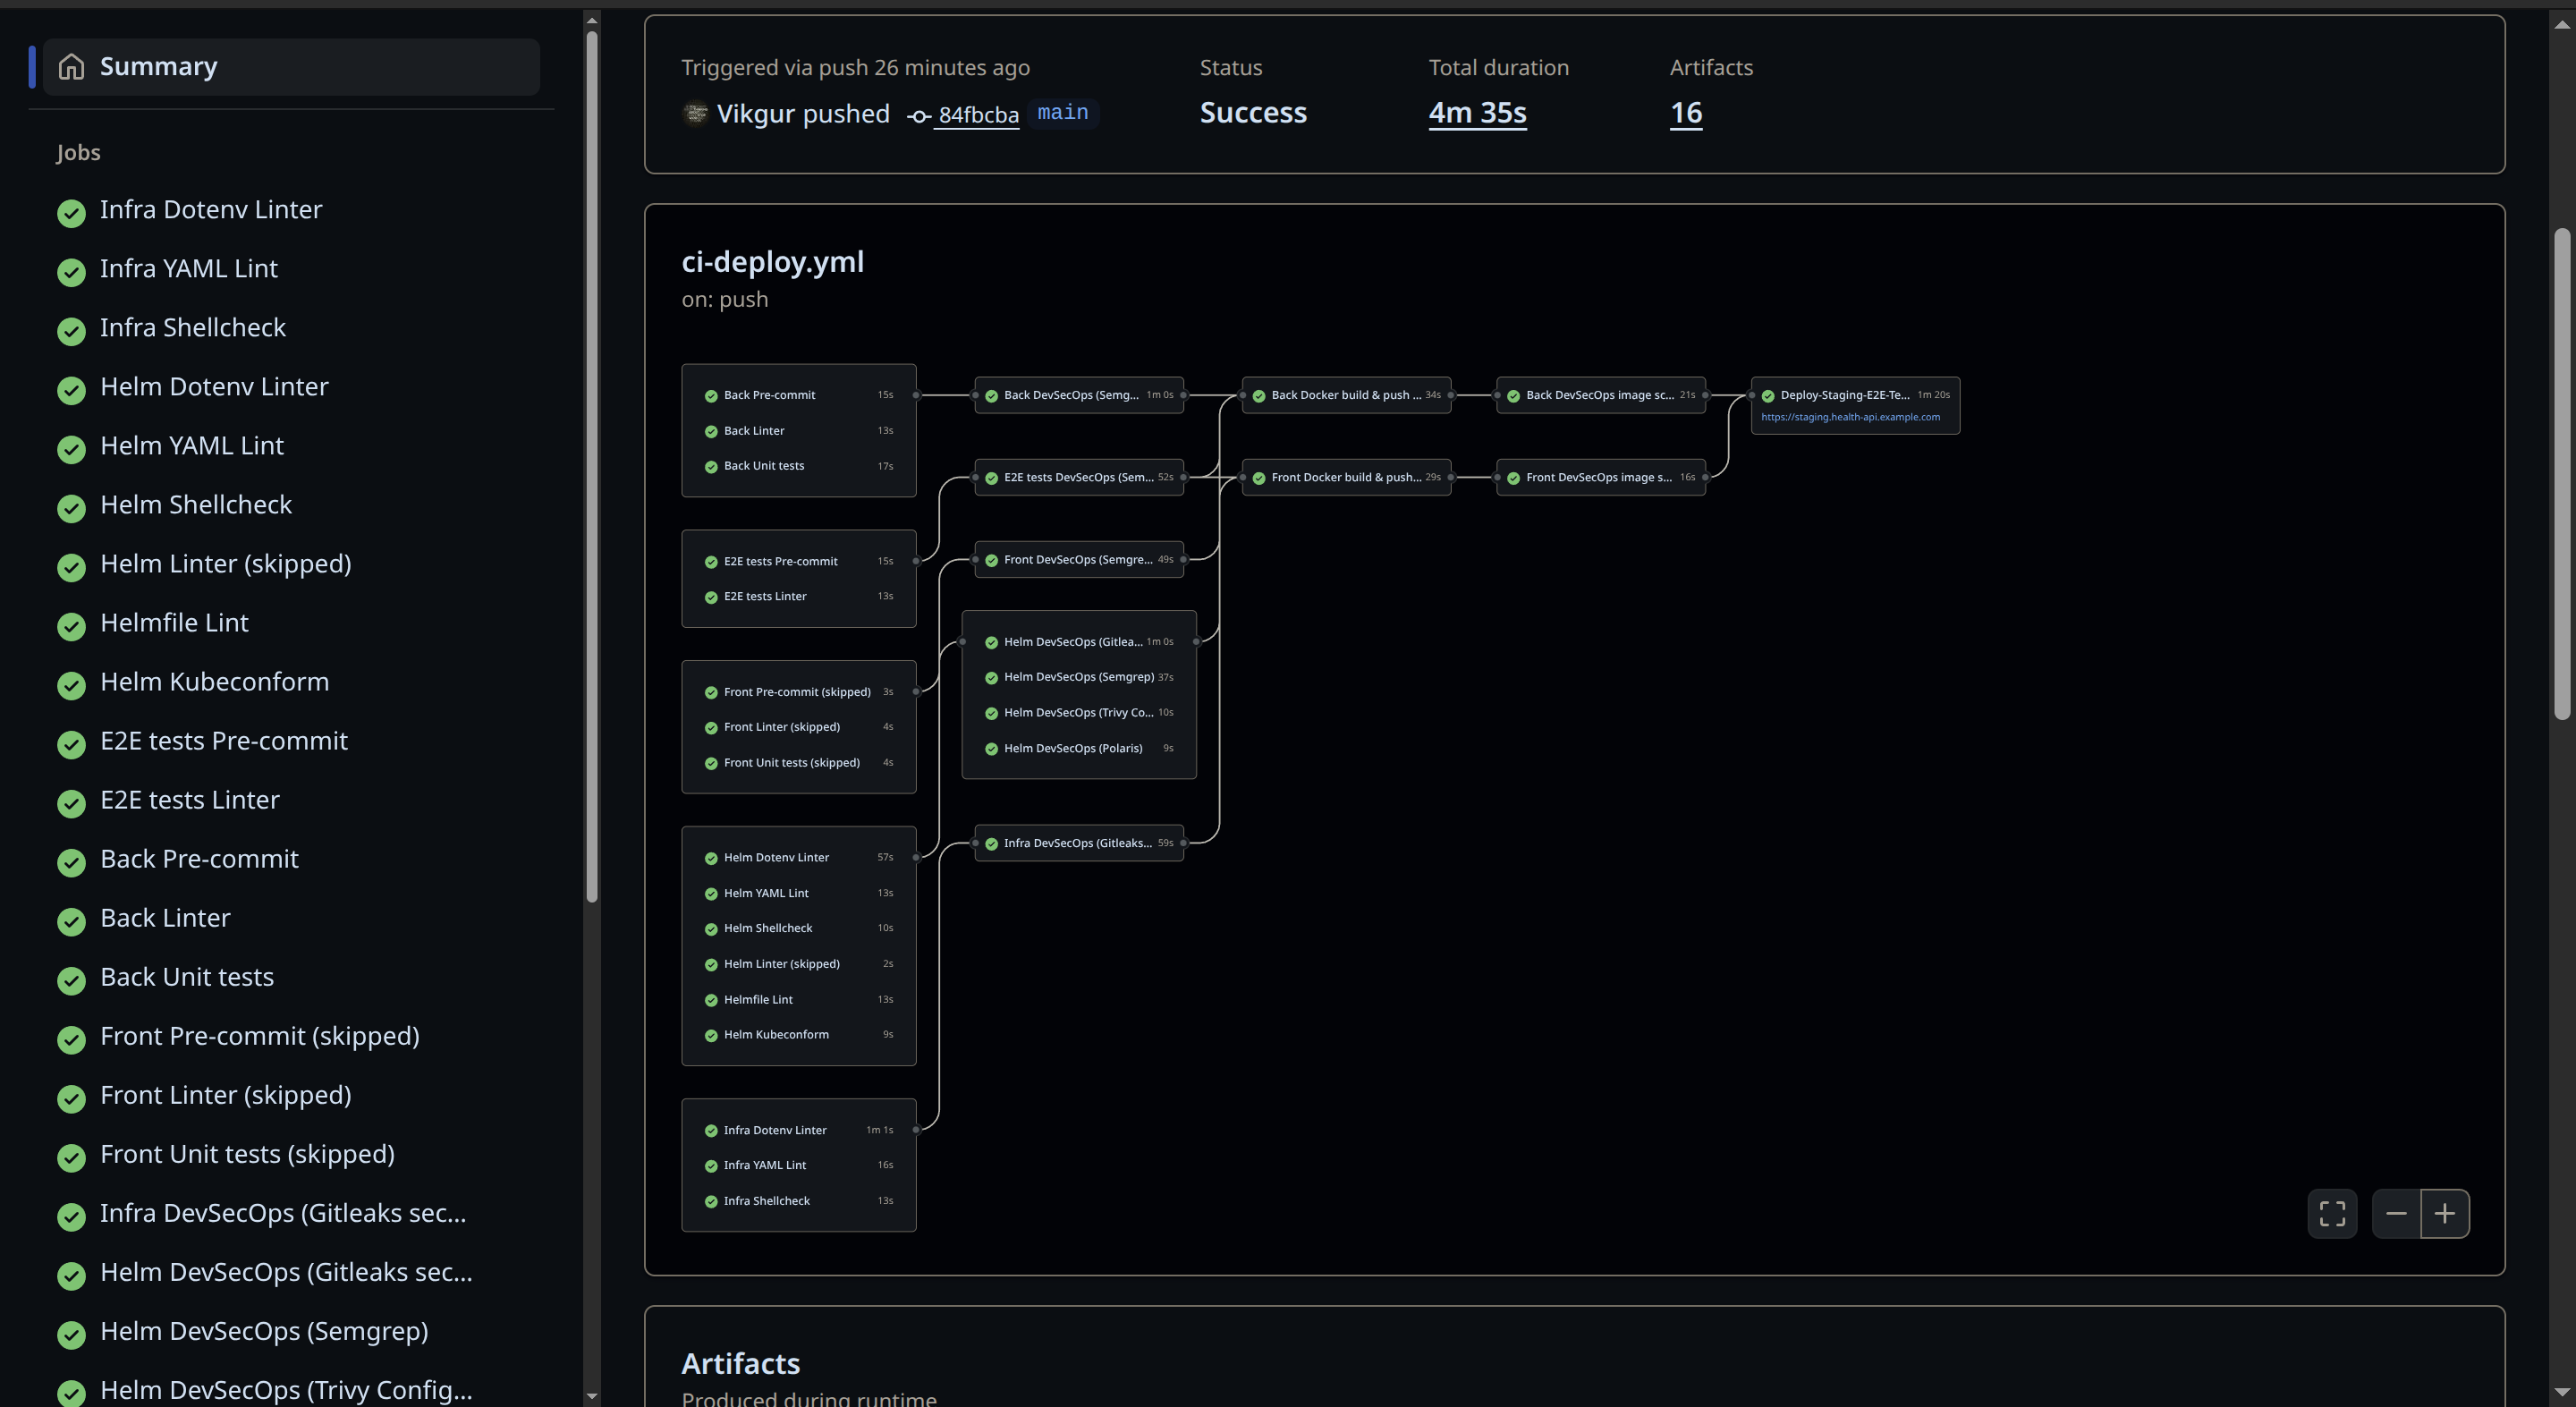 Summary
Jobs
Infra Dotenv Linter
Infra YAML Lint
Infra Shellcheck
Helm Dotenv Linter
Helm YAML Lint
Helm Shellcheck
Helm Linter (skipped)
Helmfile Lint
Helm Kubeconform
E2E tests Pre-commit
E2E tests Linter
Back Pre-commit
Back Linter
Back Unit tests
Front Pre-commit (skipped)
Front Linter (skipped)
Front Unit tests (skipped)
Infra DevSecOps (Gitleaks sec...
Helm DevSecOps (Gitleaks sec...
Helm DevSecOps (Semgrep)
Helm DevSecOps (Trivy Config...
Triggered via push 26 minutes ago
Vikgur pushed 84fbcba main
Status
Success
Total duration
4m 35s
Artifacts
16
ci-deploy.yml
on: push
Back Pre-commit 15s
Back Linter 13s
Back Unit tests 17s
E2E tests Pre-commit 15s
E2E tests Linter 13s
Front Pre-commit (skipped) 3s
Front Linter (skipped) 4s
Front Unit tests (skipped) 4s
Helm Dotenv Linter 57s
Helm YAML Lint 13s
Helm Shellcheck 10s
Helm Linter (skipped) 2s
Helmfile Lint 13s
Helm Kubeconform 9s
Infra Dotenv Linter 1m 1s
Infra YAML Lint 16s
Infra Shellcheck 13s
Back DevSecOps (Semg... 1m 0s
E2E tests DevSecOps (Sem... 52s
Front DevSecOps (Semgre... 49s
Helm DevSecOps (Gitlea... 1m 0s
Helm DevSecOps (Semgrep) 37s
Helm DevSecOps (Trivy Co... 10s
Helm DevSecOps (Polaris) 9s
Infra DevSecOps (Gitleaks... 59s
Back Docker build & push ... 34s
Front Docker build & push... 29s
Back DevSecOps image sc... 21s
Front DevSecOps image s... 16s
Deploy-Staging-E2E-Te... 1m 20s
https://staging.health-api.example.com
Artifacts
Produced during runtime